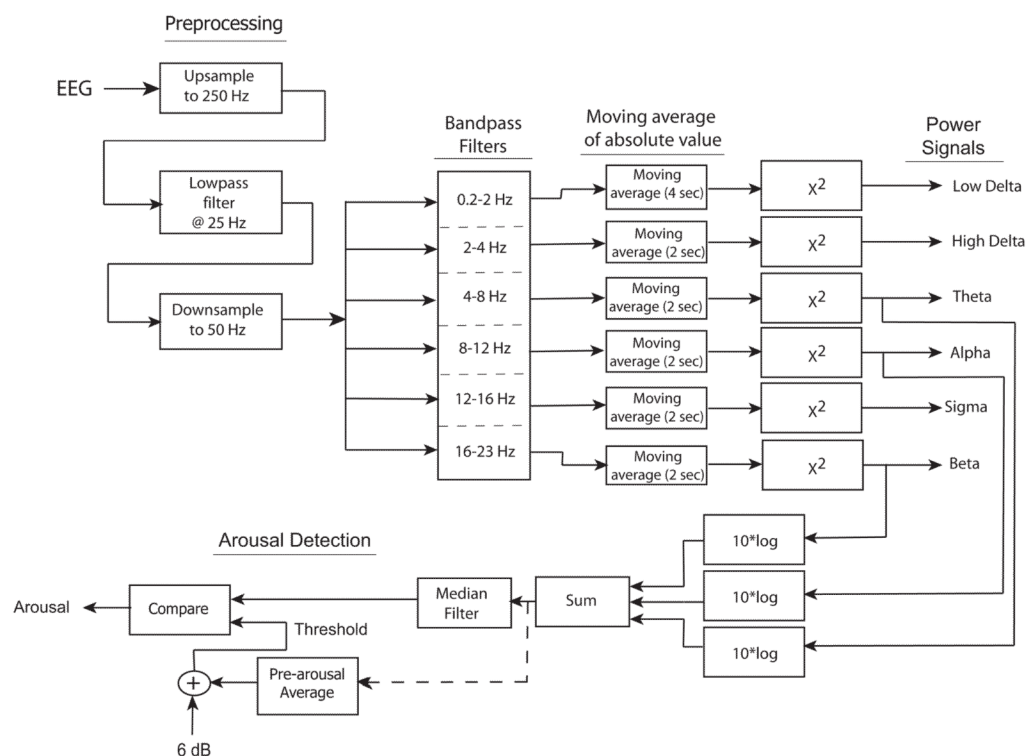 Preprocessing
EEG
Upsample
to 250 Hz
Lowpass
filter
@ 25 Hz
Downsample
to 50 Hz
Bandpass
Filters
0.2-2 Hz
2-4 Hz
4-8 Hz
8-12 Hz
12-16 Hz
16-23 Hz
Moving average
of absolute value
Moving
average (4 sec)
Moving
average (2 sec)
Moving
average (2 sec)
Moving
average (2 sec)
Moving
average (2 sec)
Moving
average (2 sec)
X²
X²
X²
X²
X²
X²
Power
Signals
Low Delta
High Delta
Theta
Alpha
Sigma
Beta
10*log
10*log
10*log
Sum
Median
Filter
Arousal Detection
Compare
Arousal
Threshold
Pre-arousal
Average
+
6 dB